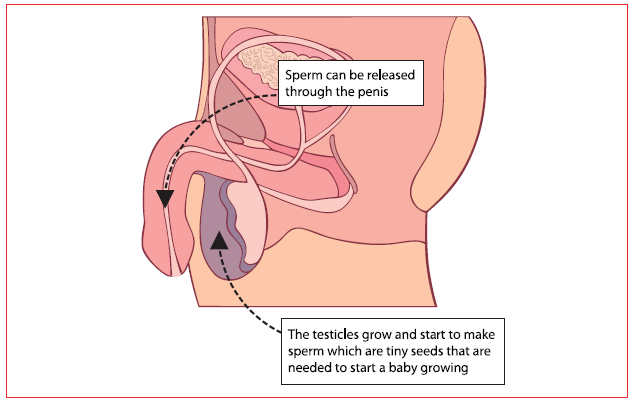 Sperm can be released
through the penis
The testicles grow and start to make
sperm which are tiny seeds that are
needed to start a baby growing